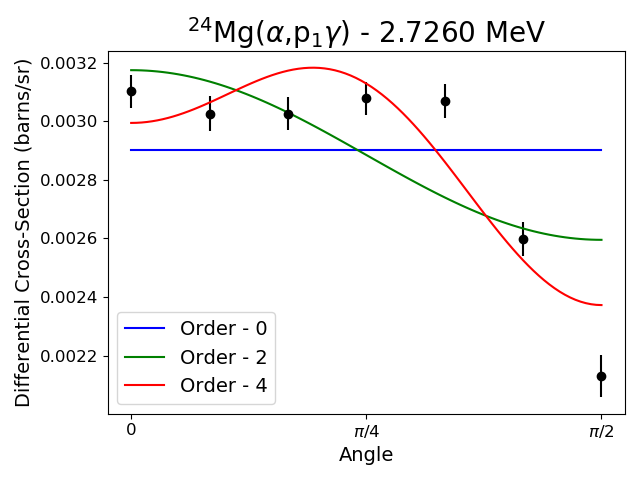 ²⁴Mg(α,p₁γ) - 2.7260 MeV
Differential Cross-Section (barns/sr)
0.0032
0.0030
0.0028
0.0026
0.0024
0.0022
Order - 0
Order - 2
Order - 4
0 π/4 π/2
Angle